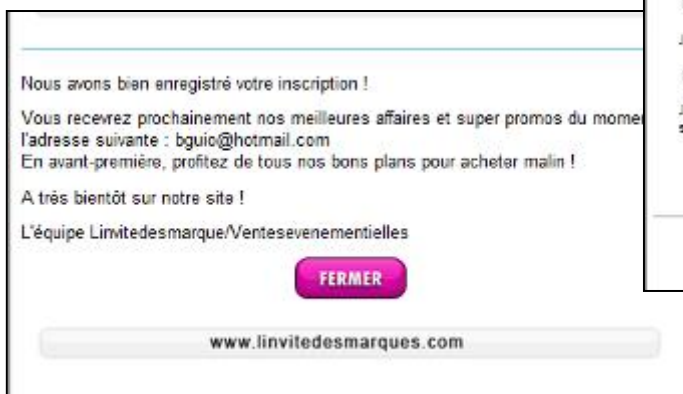 Nous avons bien enregistré votre inscription !
Vous recevrez prochainement nos meilleures affaires et super promos du
l'adresse suivante : bguio@hotmail.com
En avant-première, profitez de tous nos bons plans pour acheter malin !
A très bientôt sur notre site !
L'équipe Linvitedesmarque/Ventesevenementielles
FERMER
www.linvitedesmarques.com